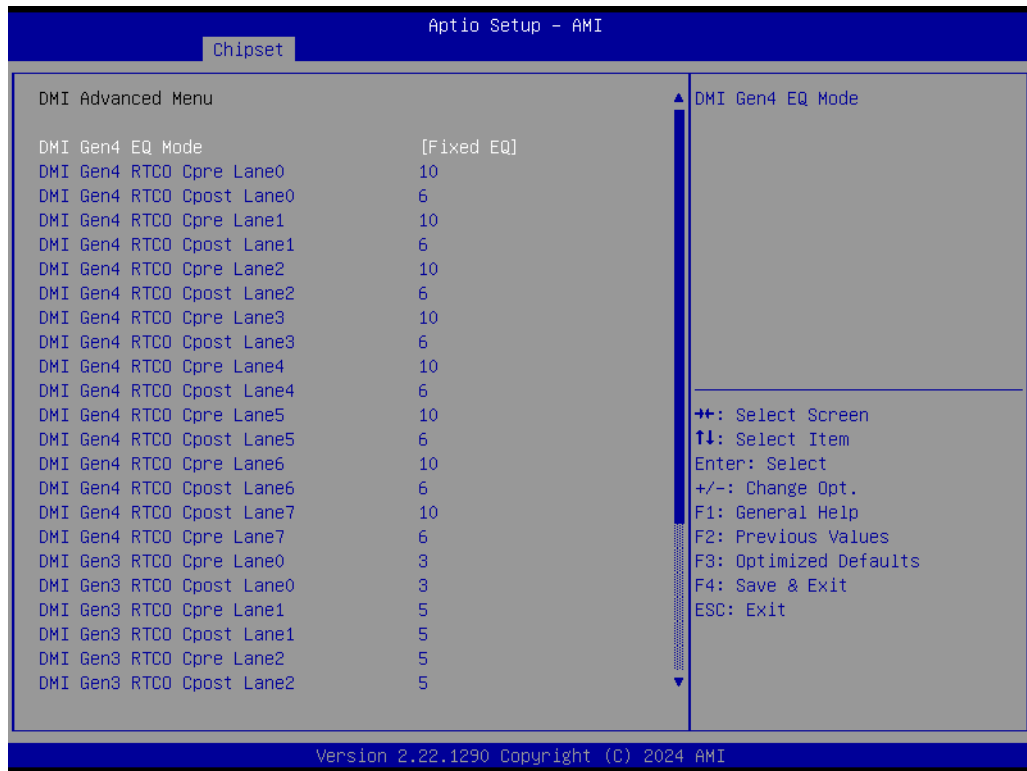 Aptio Setup – AMI
Chipset
DMI Advanced Menu
DMI Gen4 EQ Mode [Fixed EQ]
DMI Gen4 RTCO Cpre Lane0 10
DMI Gen4 RTCO Cpost Lane0 6
DMI Gen4 RTCO Cpre Lane1 10
DMI Gen4 RTCO Cpost Lane1 6
DMI Gen4 RTCO Cpre Lane2 10
DMI Gen4 RTCO Cpost Lane2 6
DMI Gen4 RTCO Cpre Lane3 10
DMI Gen4 RTCO Cpost Lane3 6
DMI Gen4 RTCO Cpre Lane4 10
DMI Gen4 RTCO Cpost Lane4 6
DMI Gen4 RTCO Cpre Lane5 10
DMI Gen4 RTCO Cpost Lane5 6
DMI Gen4 RTCO Cpre Lane6 10
DMI Gen4 RTCO Cpost Lane6 6
DMI Gen4 RTCO Cpost Lane7 10
DMI Gen4 RTCO Cpre Lane7 6
DMI Gen3 RTCO Cpre Lane0 3
DMI Gen3 RTCO Cpost Lane0 3
DMI Gen3 RTCO Cpre Lane1 5
DMI Gen3 RTCO Cpost Lane1 5
DMI Gen3 RTCO Cpre Lane2 5
DMI Gen3 RTCO Cpost Lane2 5
DMI Gen4 EQ Mode
→←: Select Screen
↑↓: Select Item
Enter: Select
+/-: Change Opt.
F1: General Help
F2: Previous Values
F3: Optimized Defaults
F4: Save & Exit
ESC: Exit
Version 2.22.1290 Copyright (C) 2024 AMI